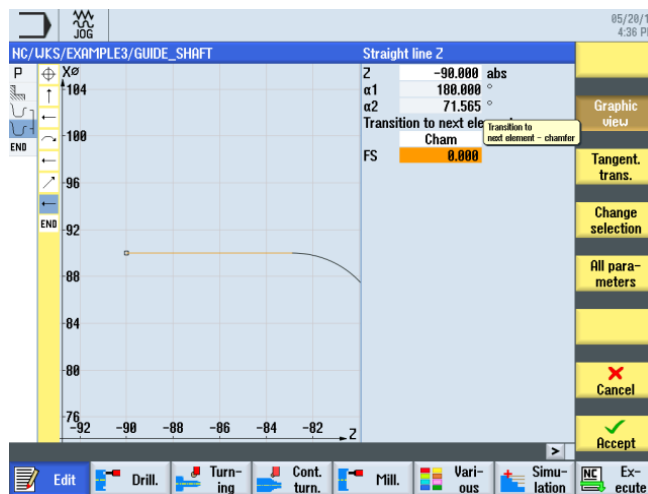 JOG
05/20/1
4:36 P
NC/WKS/EXAMPLE3/GUIDE_SHAFT
Straight line Z
P
END
END
XØ
104
100
96
92
88
84
80
76
-92 -90 -88 -86 -84 -82
Z
Z -90.000 abs
α1 180.000 °
α2 71.565 °
Transition to next ele
Transition to
next element - chamfer
Cham
FS 0.000
Graphic
view
Tangent.
trans.
Change
selection
All para-
meters
Cancel
Accept
>
Edit
Drill.
Turn-
ing
Cont.
turn.
Mill.
Vari-
ous
Simu-
lation
NC
Ex-
ecute